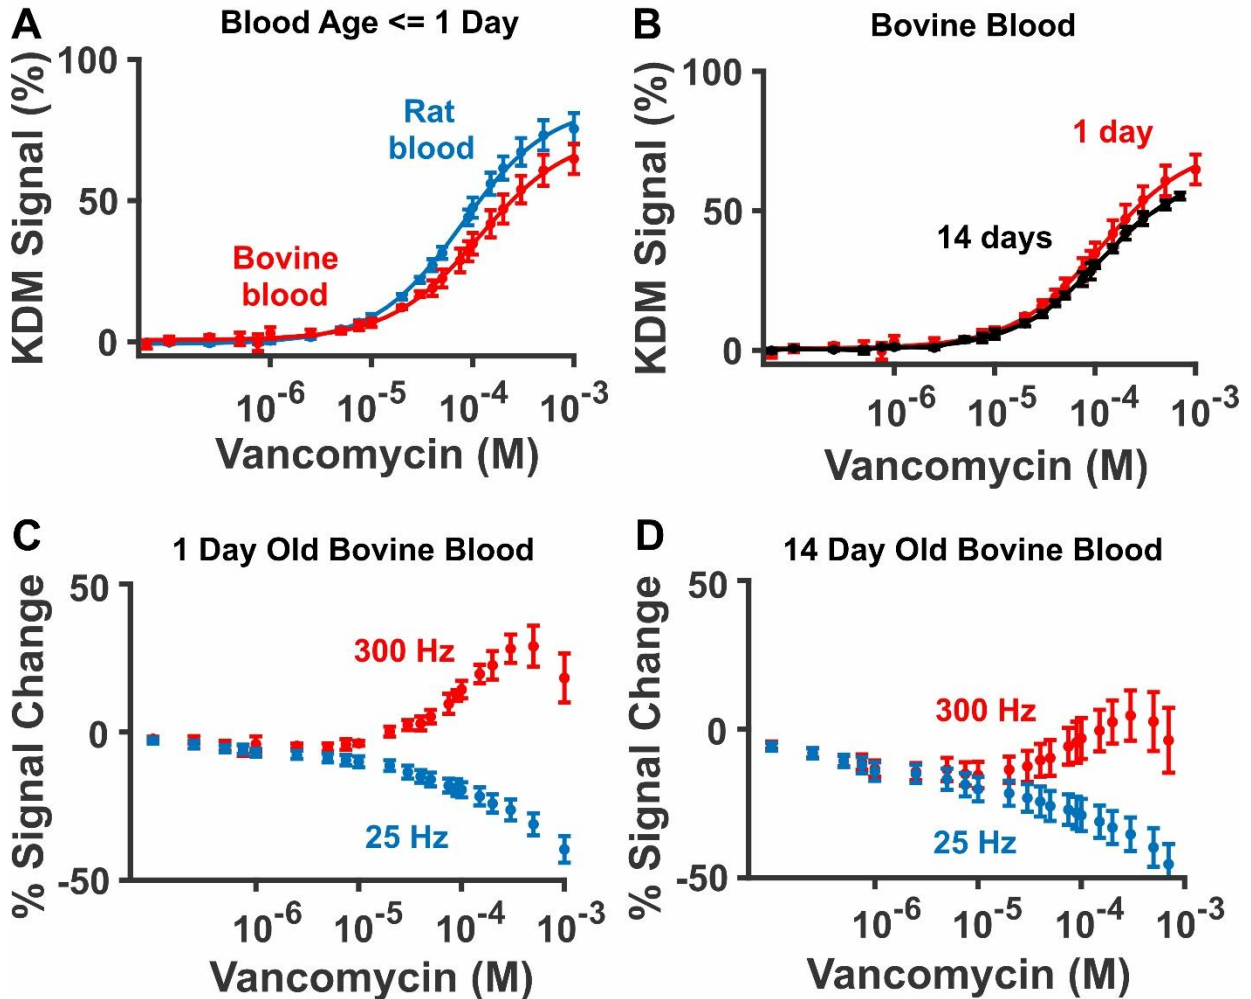 A
Blood Age <= 1 Day
KDM Signal (%)
100
50
0
Rat
blood
Bovine
blood
10-6
10-5
10-4
10-3
Vancomycin (M)
B
Bovine Blood
KDM Signal (%)
100
50
0
1 day
14 days
10-6
10-5
10-4
10-3
Vancomycin (M)
C
1 Day Old Bovine Blood
% Signal Change
50
0
-50
300 Hz
25 Hz
10-6
10-5
10-4
10-3
Vancomycin (M)
D
14 Day Old Bovine Blood
% Signal Change
50
0
-50
300 Hz
25 Hz
10-6
10-5
10-4
10-3
Vancomycin (M)